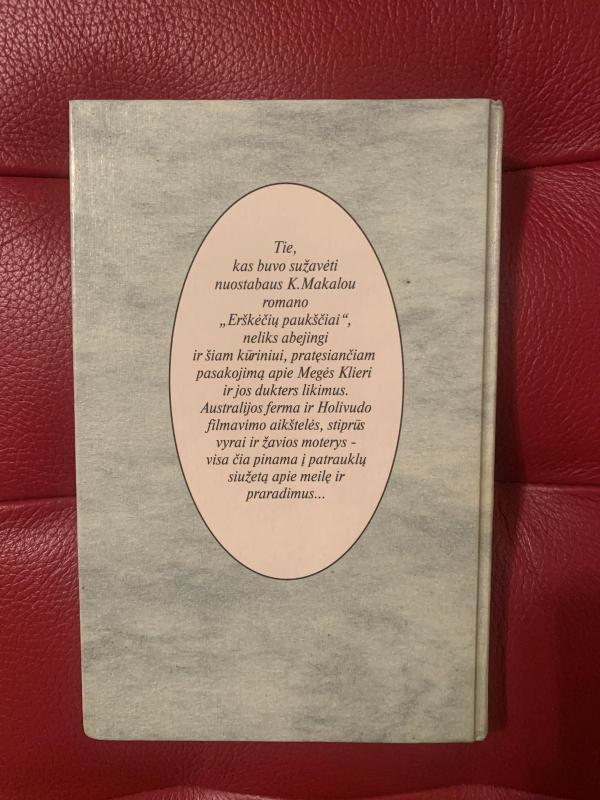 Tie,
kas buvo sužavėti
nuostabaus K.Makalou
romano
„Erškėčių paukščiai“,
neliks abejingi
ir šiam kūriniui, pratęsiančiam
pasakojimą apie Megės Klieri
ir jos dukters likimus.
Australijos ferma ir Holivudo
filmavimo aikštelės, stiprūs
vyrai ir žavios moterys -
visa čia pinama į patrauklų
siužetą apie meilę ir
praradimus...